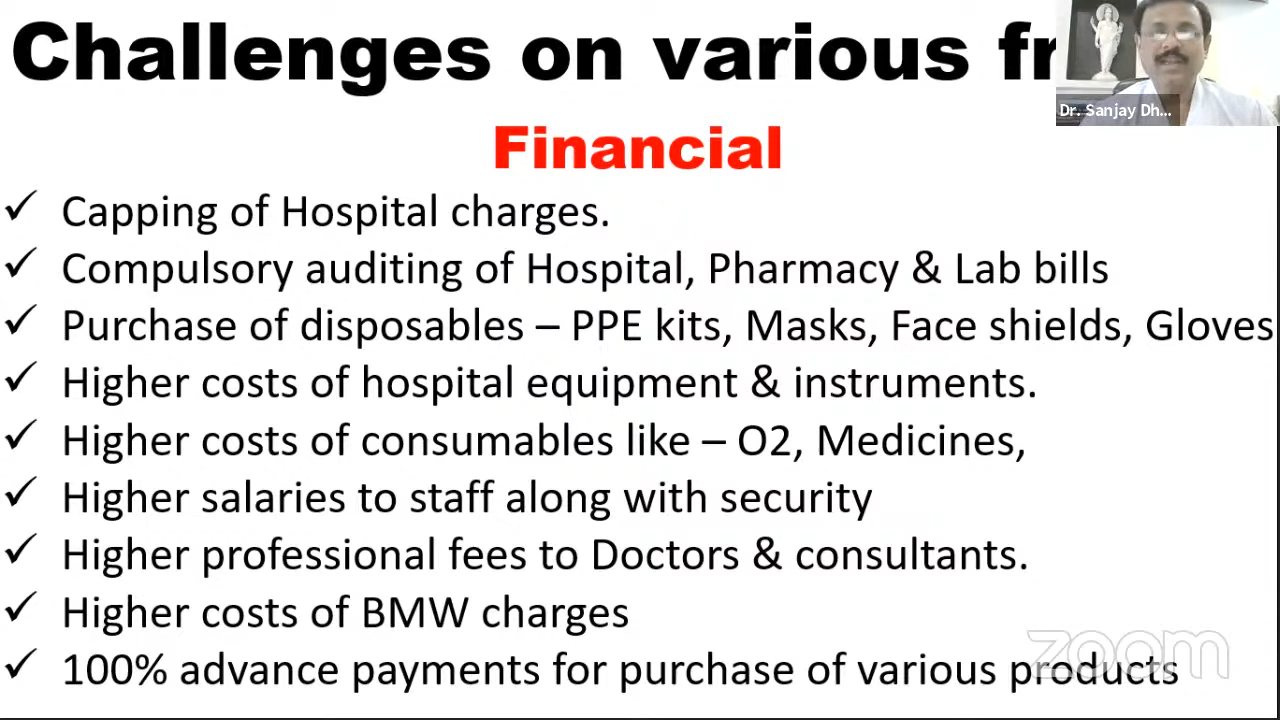 Challenges on various
Dr. Sanjay Dh...
Financial
✓ Capping of Hospital charges.
✓ Compulsory auditing of Hospital, Pharmacy & Lab bills
✓ Purchase of disposables – PPE kits, Masks, Face shields, Gloves
✓ Higher costs of hospital equipment & instruments.
✓ Higher costs of consumables like – O2, Medicines,
✓ Higher salaries to staff along with security
✓ Higher professional fees to Doctors & consultants.
✓ Higher costs of BMW charges
zoom
✓ 100% advance payments for purchase of various products